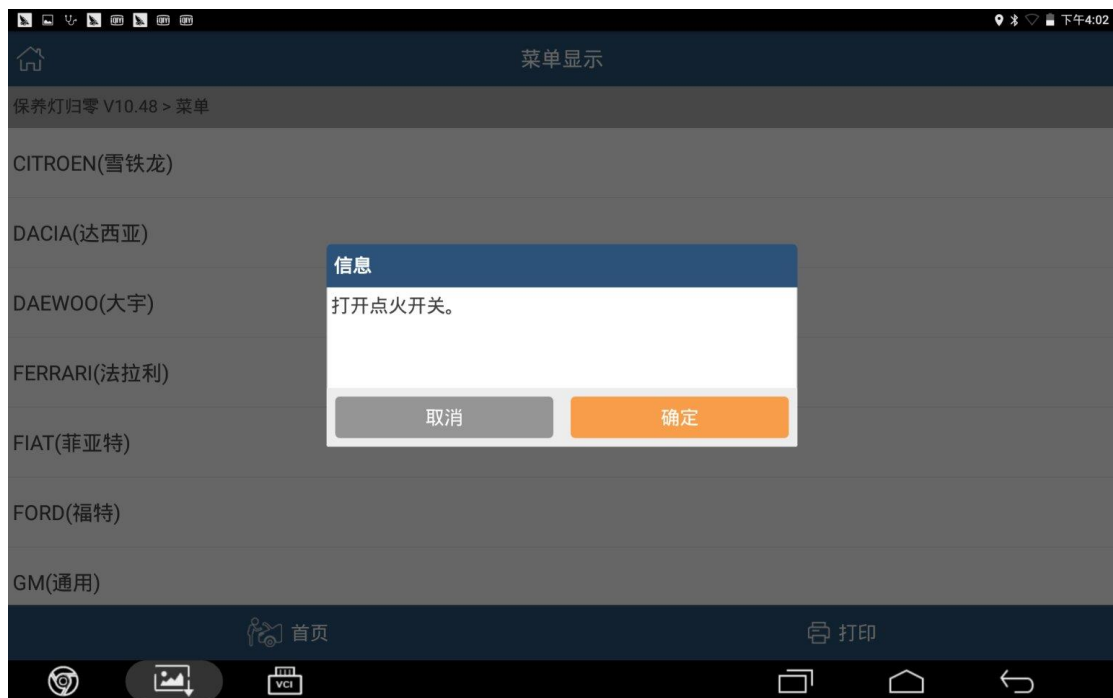 下午4:02
菜单显示
保养灯归零 V10.48 > 菜单
CITROEN(雪铁龙)
DACIA(达西亚)
DAEWOO(大宇)
FERRARI(法拉利)
FIAT(菲亚特)
FORD(福特)
GM(通用)
信息
打开点火开关。
取消
确定
首页
打印
VCI